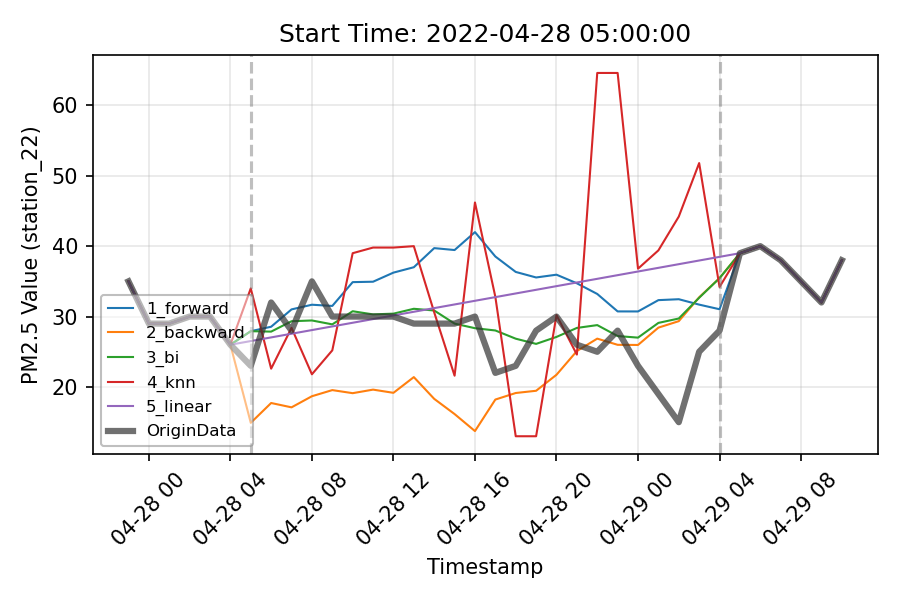 Start Time: 2022-04-28 05:00:00
PM2.5 Value (station_22)
60
50
40
30
20
1_forward
2_backward
3_bi
4_knn
5_linear
OriginData
04-28 00
04-28 04
04-28 08
04-28 12
04-28 16
04-28 20
04-29 00
04-29 04
04-29 08
Timestamp